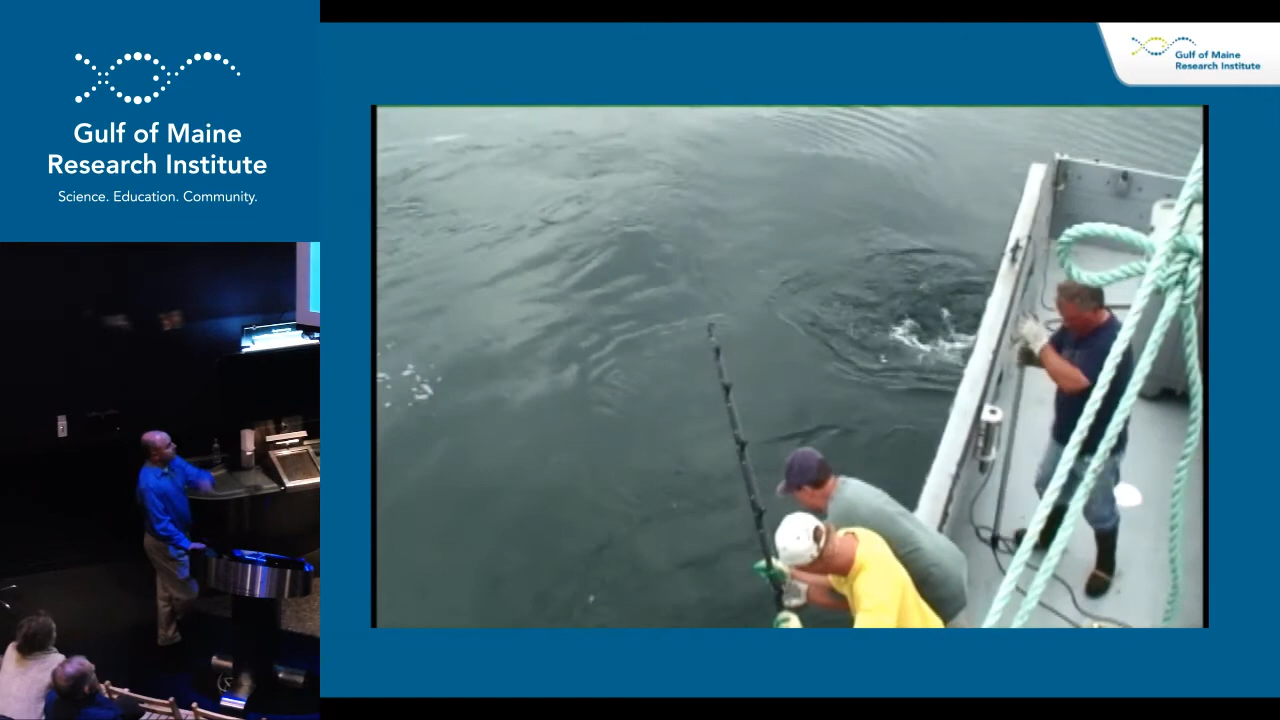 Gulf of Maine
Research Institute
Science. Education. Community.
Gulf of Maine
Research Institute